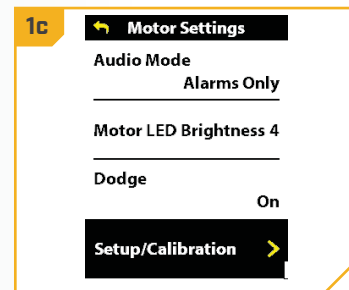 1c
Motor Settings
Audio Mode
Alarms Only
Motor LED Brightness 4
Dodge
On
Setup/Calibration